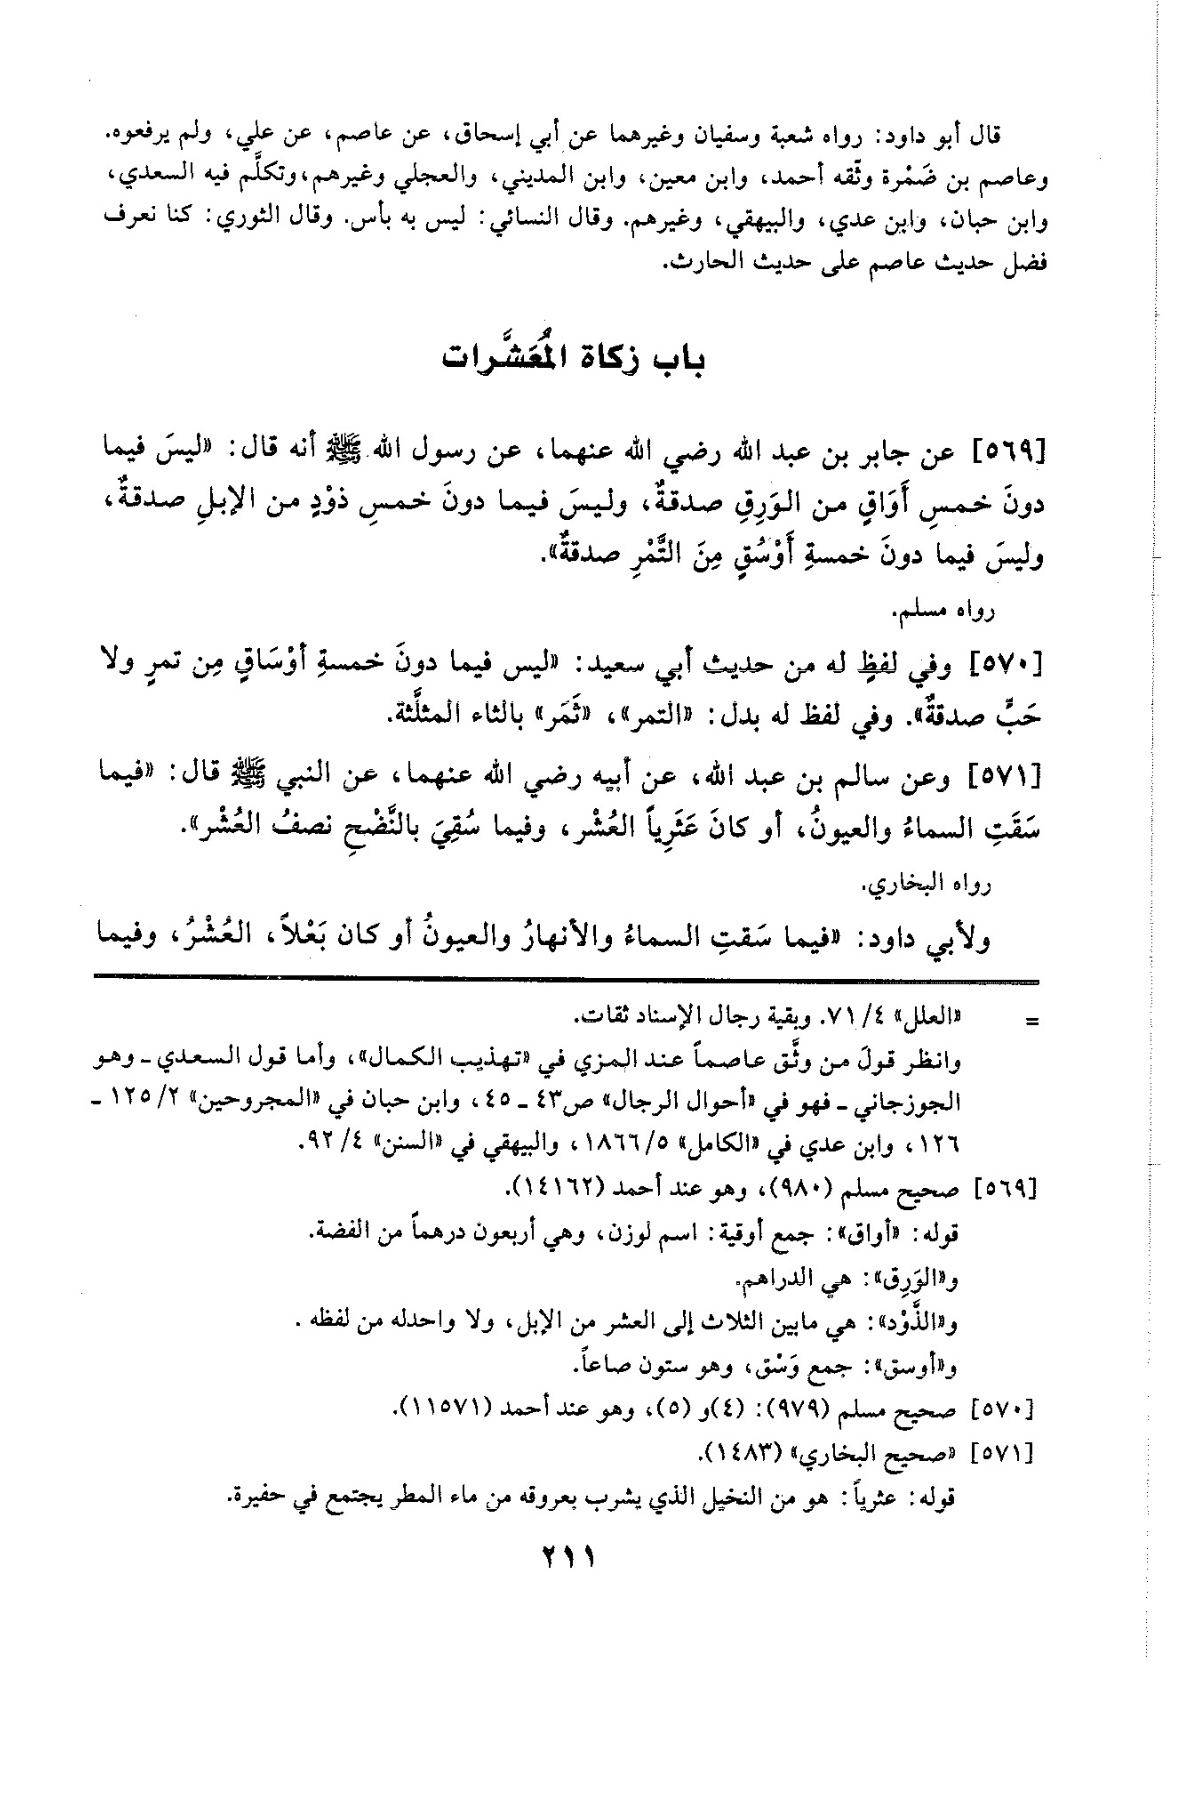 قال أبو داود: رواه شعبة وسفيان وغيرهما عن أبي إسحاق، عن عاصم، عن علي، ولم يرفعوه.
وعاصم بن ضَمْرة وثّقه أحمد، وابن معين، وابن المديني، والعجلي وغيرهم،وتكلَّم فيه السعدي،
وابن حبان، وابن عدي، والبيهقي، وغيرهم. وقال النسائي: ليس به بأس. وقال الثوري: كنا نعرف
فضل حديث عاصم على حديث الحارث.
باب زكاة المُعَشَّرات
[٥٦٩] عن جابر بن عبد الله رضي الله عنهما، عن رسول الله ﷺ أنه قال: «ليسَ فيما
دونَ خمسِ أَوَاقٍ من الوَرِقِ صدقةٌ، وليسَ فيما دونَ خمسِ ذوْدٍ من الإبلِ صدقةٌ،
وليسَ فيما دونَ خمسةِ أَوْسُقٍ مِنَ التَّمْرِ صدقةٌ».
رواه مسلم.
[٥٧٠] وفي لفظٍ له من حديث أبي سعيد: «ليس فيما دونَ خمسةِ أوْسَاقٍ مِن تمرٍ ولا
حَبٍّ صدقةٌ». وفي لفظ له بدل: «التمر»، «ثَمَر» بالثاء المثلَّثة.
[٥٧١] وعن سالم بن عبد الله، عن أبيه رضي الله عنهما، عن النبي ﷺ قال: «فيما
سَقَتِ السماءُ والعيونُ، أو كانَ عَثَرِياً العُشْر، وفيما سُقِيَ بالنَّضْحِ نصفُ العُشْر».
رواه البخاري.
ولأبي داود: «فيما سَقتِ السماءُ والأنهارُ والعيونُ أو كان بَعْلاً، العُشْرُ، وفيما
= «العلل» ٤/ ٧١. وبقية رجال الإسناد ثقات.
وانظر قولَ من وثَّق عاصماً عند المزي في «تهذيب الكمال»، وأما قول السعدي ـ وهو
الجوزجاني ـ فهو في «أحوال الرجال» ص٤٣ ـ ٤٥، وابن حبان في «المجروحين» ٢/ ١٢٥ ـ
١٢٦، وابن عدي في «الكامل» ٥/ ١٨٦٦، والبيهقي في «السنن» ٤/ ٩٢.
[٥٦٩] صحيح مسلم (٩٨٠)، وهو عند أحمد (١٤١٦٢).
قوله: «أواق»: جمع أوقية: اسم لوزن، وهي أربعون درهماً من الفضة.
و«الوَرِق»: هي الدراهم.
و«الذَّوْد»: هي مابين الثلاث إلى العشر من الإبل، ولا واحدله من لفظه .
و«أوسق»: جمع وَسْق، وهو ستون صاعاً.
[٥٧٠] صحيح مسلم (٩٧٩): (٤)و (٥)، وهو عند أحمد (١١٥٧١).
[٥٧١] «صحيح البخاري» (١٤٨٣).
قوله: عثرياً: هو من النخيل الذي يشرب بعروقه من ماء المطر يجتمع في حفيرة.
٢١١